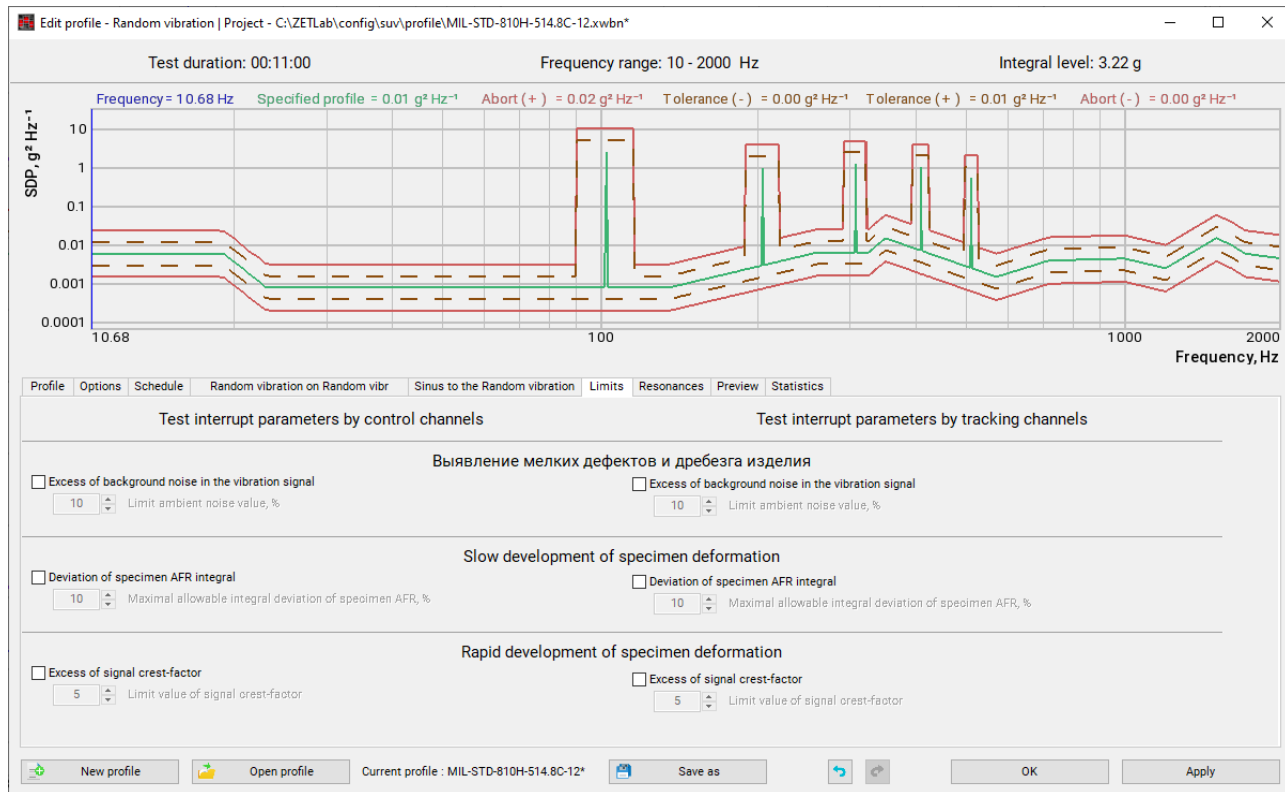 Edit profile - Random vibration | Project - C:\ZETLab\config\suv\profile\MIL-STD-810H-514.8C-12.xwbn*
Test duration: 00:11:00 Frequency range: 10 - 2000 Hz Integral level: 3.22 g
Frequency = 10.68 Hz Specified profile = 0.01 g² Hz⁻¹ Abort ( + ) = 0.02 g² Hz⁻¹ Tolerance ( - ) = 0.00 g² Hz⁻¹ Tolerance ( + ) = 0.01 g² Hz⁻¹ Abort ( - ) = 0.00 g² Hz⁻¹
SDP, g² Hz⁻¹
10
1
0.1
0.01
0.001
0.0001
10.68 100 1000 2000
Frequency, Hz
Profile Options Schedule Random vibration on Random vibr Sinus to the Random vibration Limits Resonances Preview Statistics
Test interrupt parameters by control channels Test interrupt parameters by tracking channels
Выявление мелких дефектов и дребезга изделия
Excess of background noise in the vibration signal Excess of background noise in the vibration signal
10 Limit ambient noise value, % 10 Limit ambient noise value, %
Slow development of specimen deformation
Deviation of specimen AFR integral Deviation of specimen AFR integral
10 Maximal allowable integral deviation of specimen AFR, % 10 Maximal allowable integral deviation of specimen AFR, %
Rapid development of specimen deformation
Excess of signal crest-factor Excess of signal crest-factor
5 Limit value of signal crest-factor 5 Limit value of signal crest-factor
New profile Open profile Current profile : MIL-STD-810H-514.8C-12* Save as OK Apply